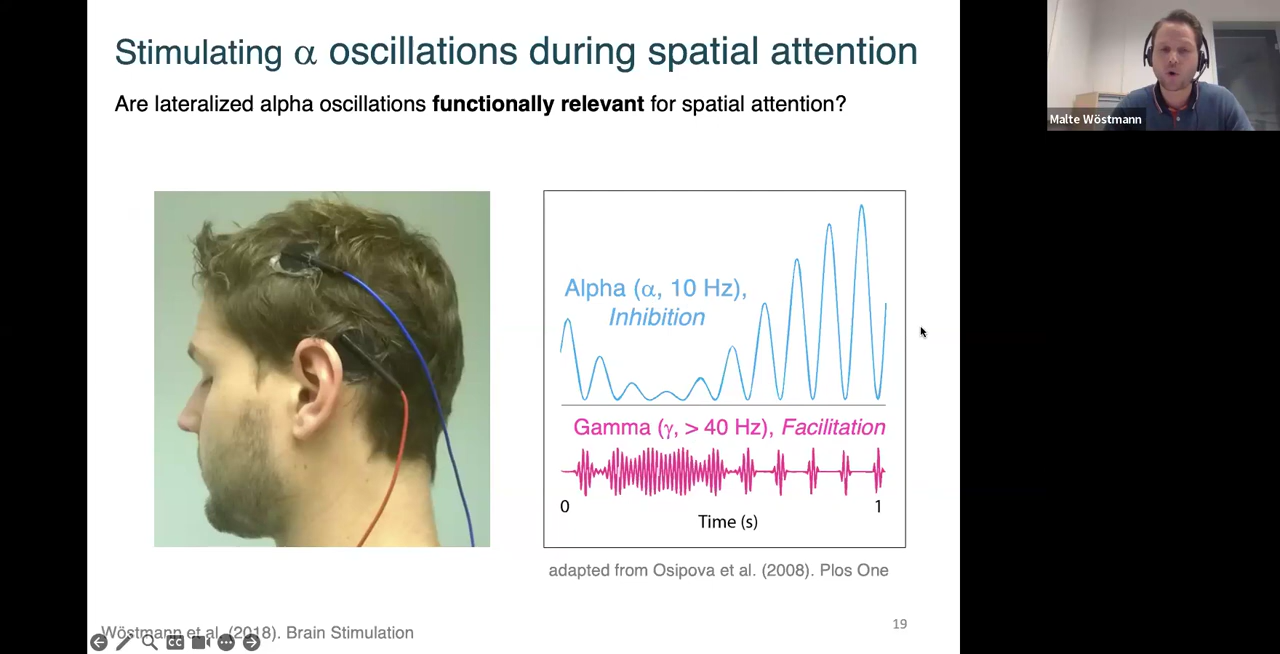 Stimulating α oscillations during spatial attention
Are lateralized alpha oscillations functionally relevant for spatial attention?
Malte Wöstmann
Alpha (α, 10 Hz),
Inhibition
Gamma (γ, > 40 Hz), Facilitation
0
1
Time (s)
adapted from Osipova et al. (2008). Plos One
Wöstmann et al. (2018). Brain Stimulation
CC
19